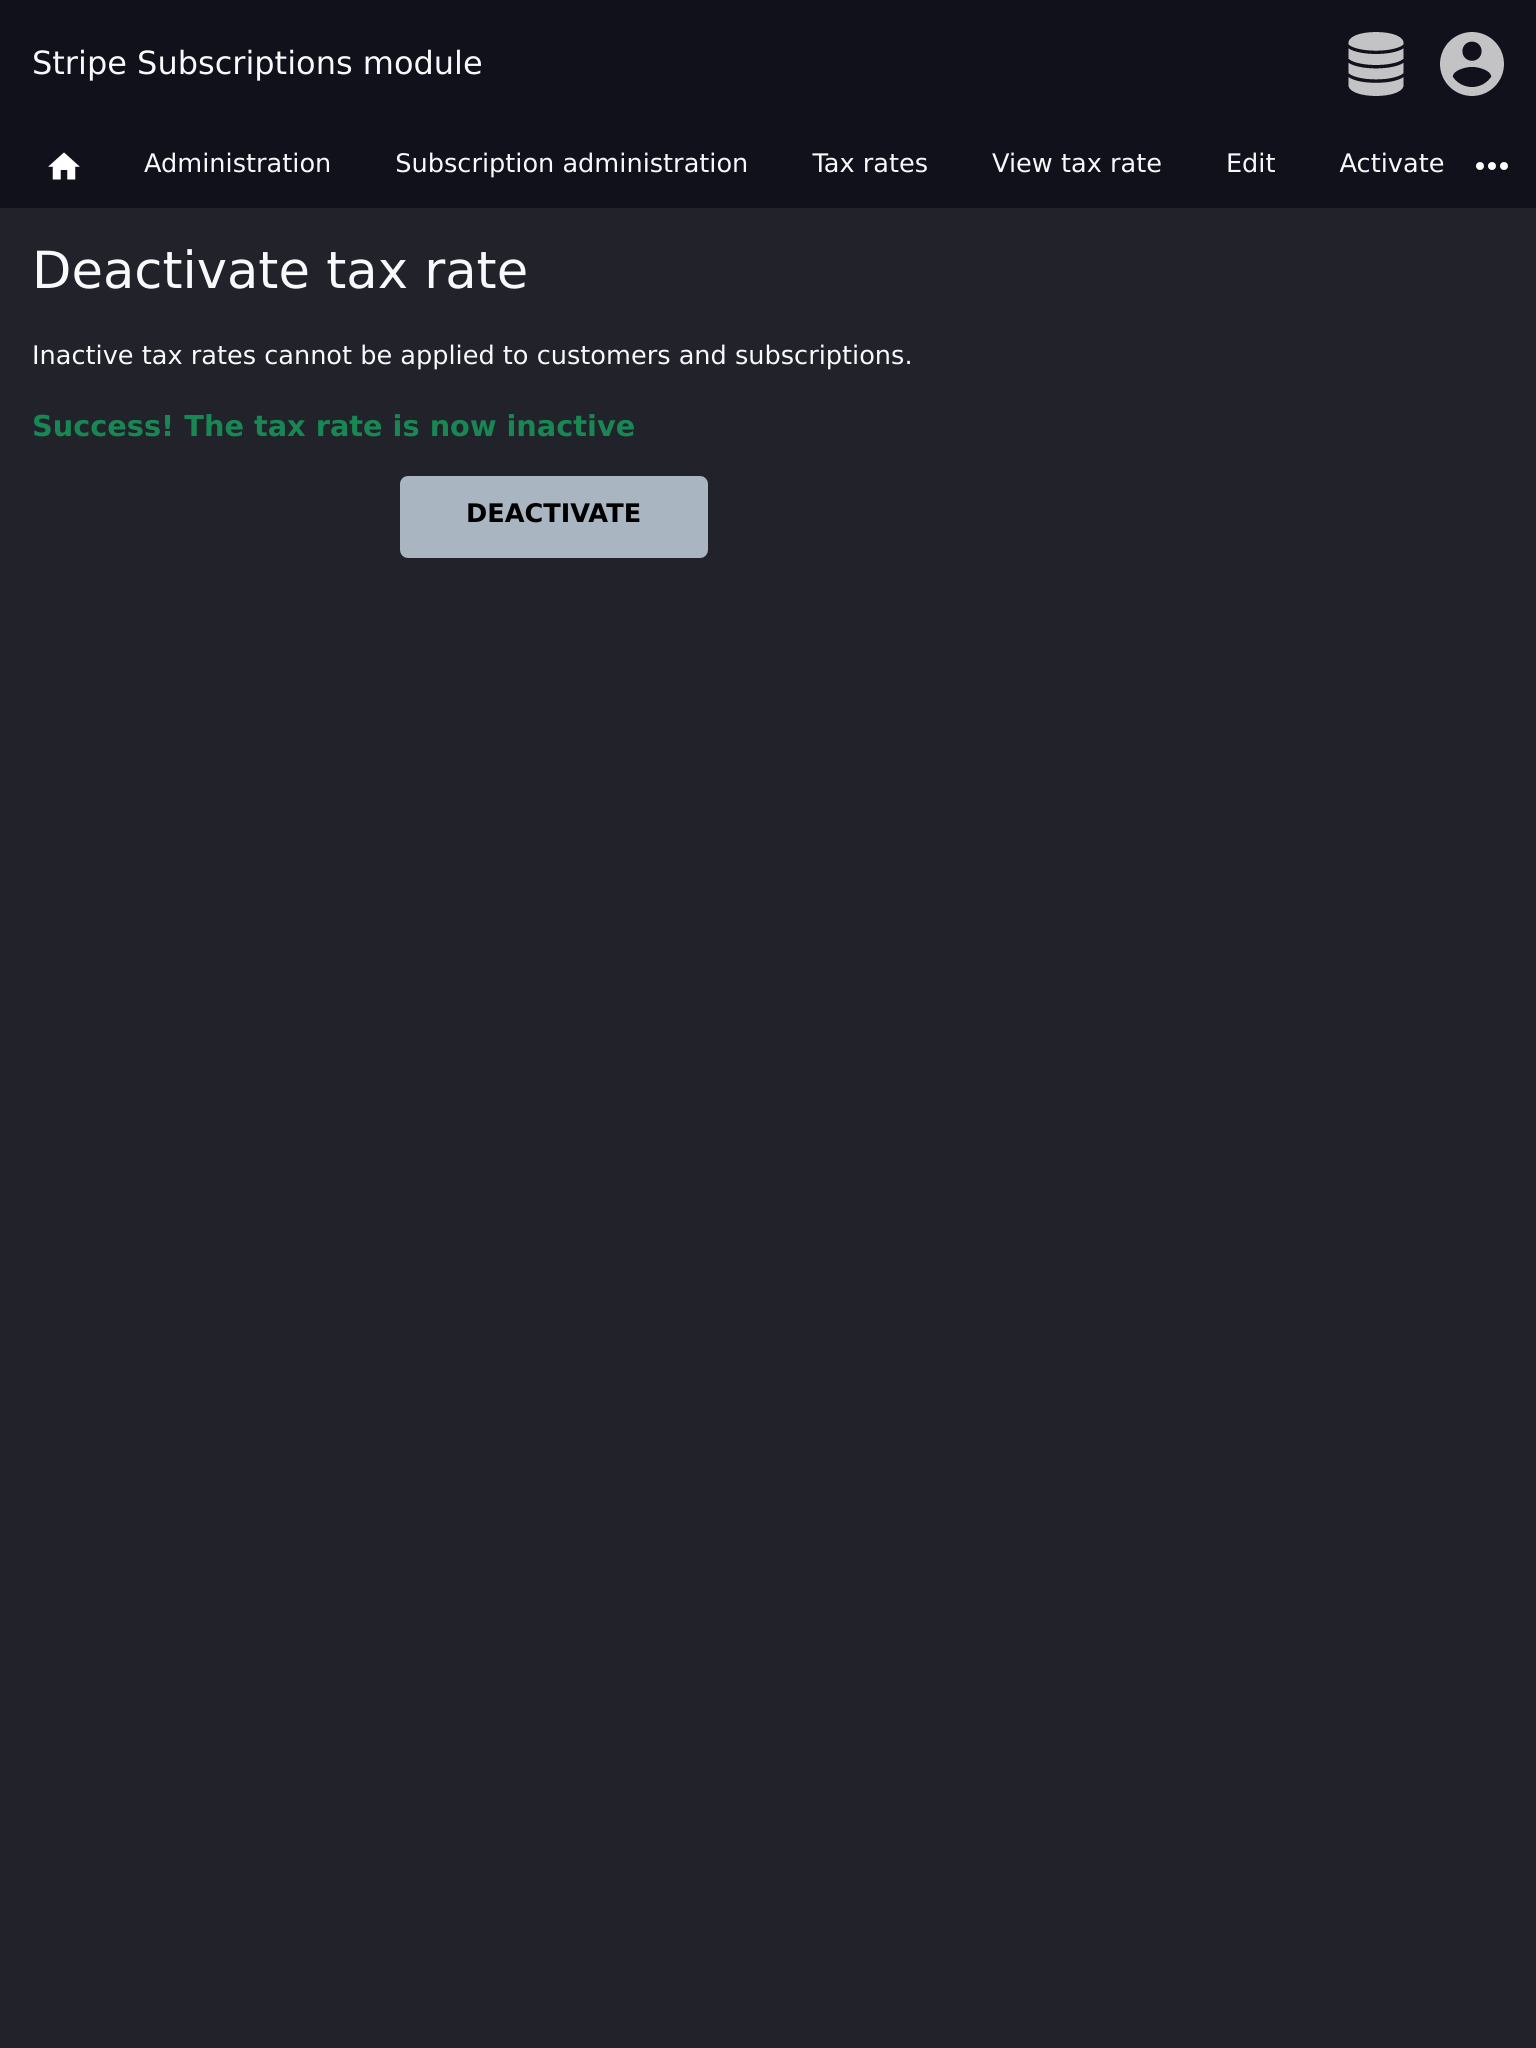 Stripe Subscriptions module
Administration Subscription administration Tax rates View tax rate Edit Activate
Deactivate tax rate
Inactive tax rates cannot be applied to customers and subscriptions.
Success! The tax rate is now inactive
DEACTIVATE